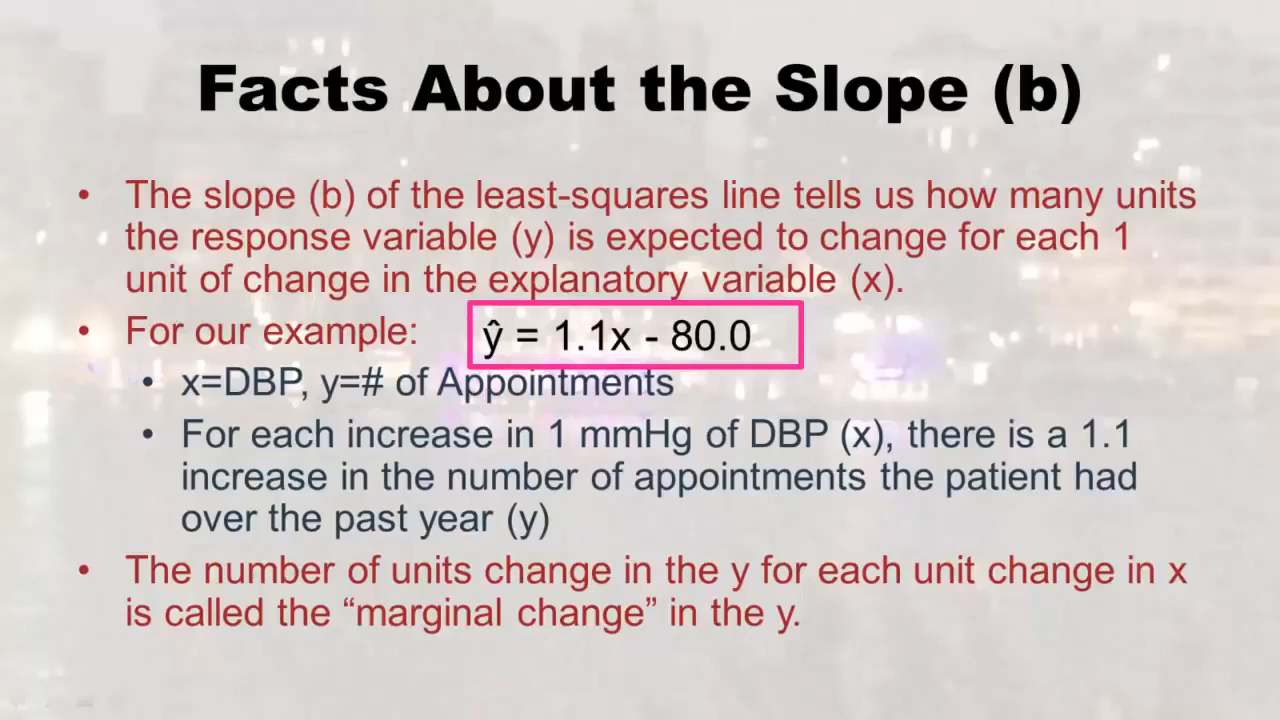 Facts About the Slope (b)
• The slope (b) of the least-squares line tells us how many units
the response variable (y) is expected to change for each 1
unit of change in the explanatory variable (x).
• For our example: ŷ = 1.1x - 80.0
• x=DBP, y=# of Appointments
• For each increase in 1 mmHg of DBP (x), there is a 1.1
increase in the number of appointments the patient had
over the past year (y)
• The number of units change in the y for each unit change in x
is called the “marginal change” in the y.